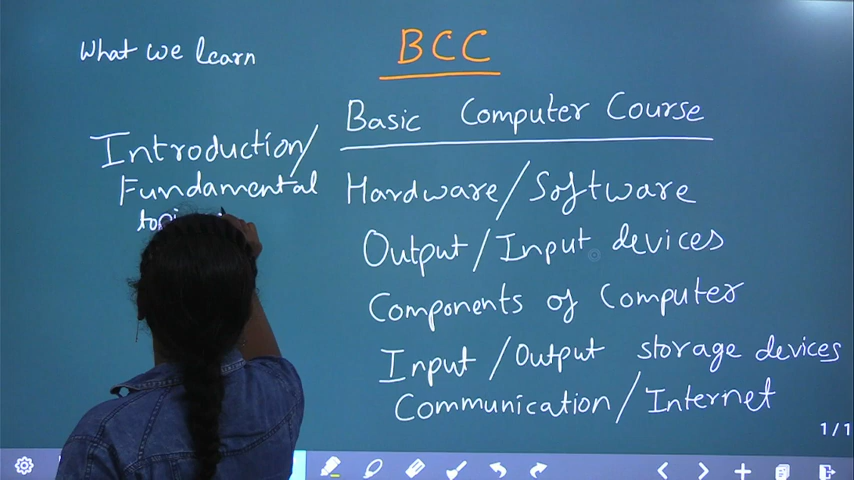 What we learn
BCC
Basic Computer Course
Introduction/
Fundamental
Hardware/Software
Output/Input devices
Components of Computer
Input/Output storage devices
Communication/Internet
1/1